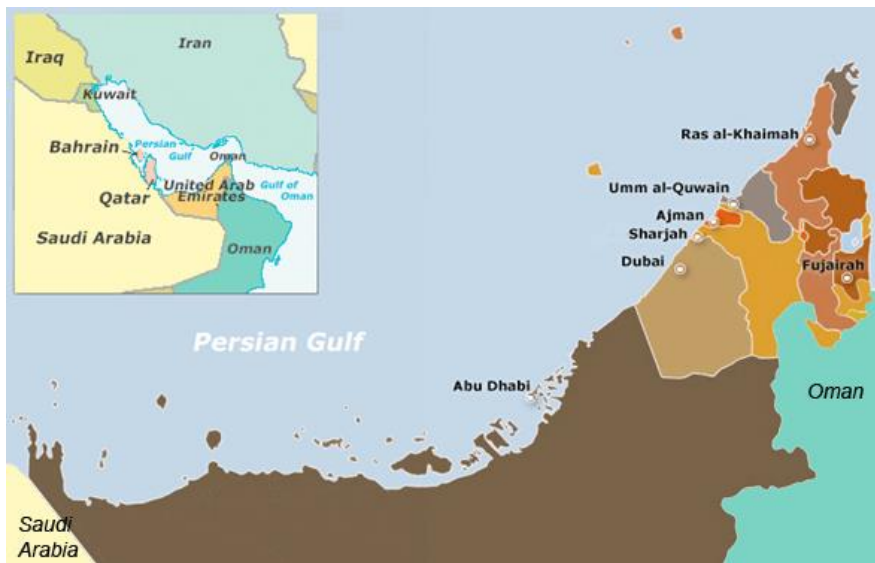 Iran
Iraq
Kuwait
Bahrain
Persian
Gulf
Oman
Qatar
United Arab
Emirates
Gulf of
Oman
Saudi Arabia
Oman
Ras al-Khaimah
Umm al-Quwain
Ajman
Sharjah
Dubai
Fujairah
Persian Gulf
Abu Dhabi
Oman
Saudi
Arabia